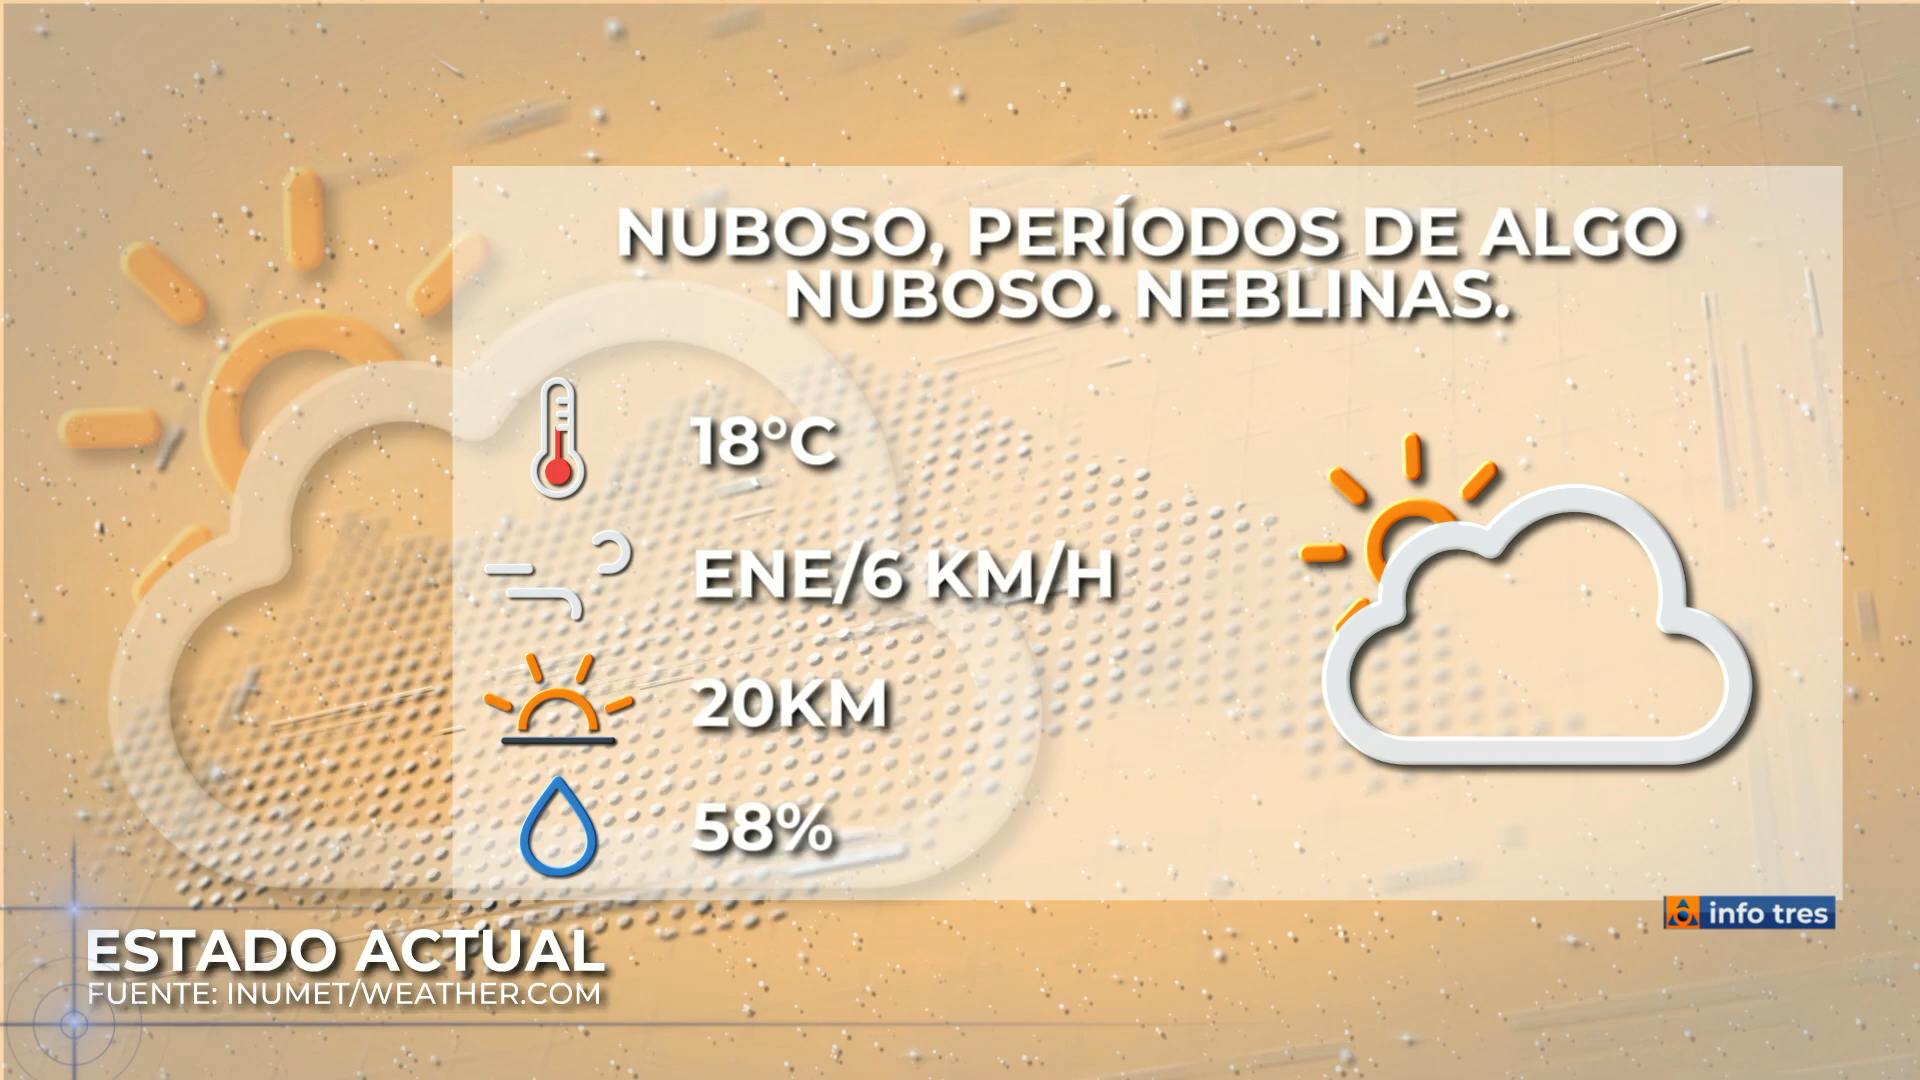 NUBOSO, PERÍODOS DE ALGO
NUBOSO. NEBLINAS.
18°C
ENE/6 KM/H
20KM
58%
info tres
ESTADO ACTUAL
FUENTE: INUMET/WEATHER.COM